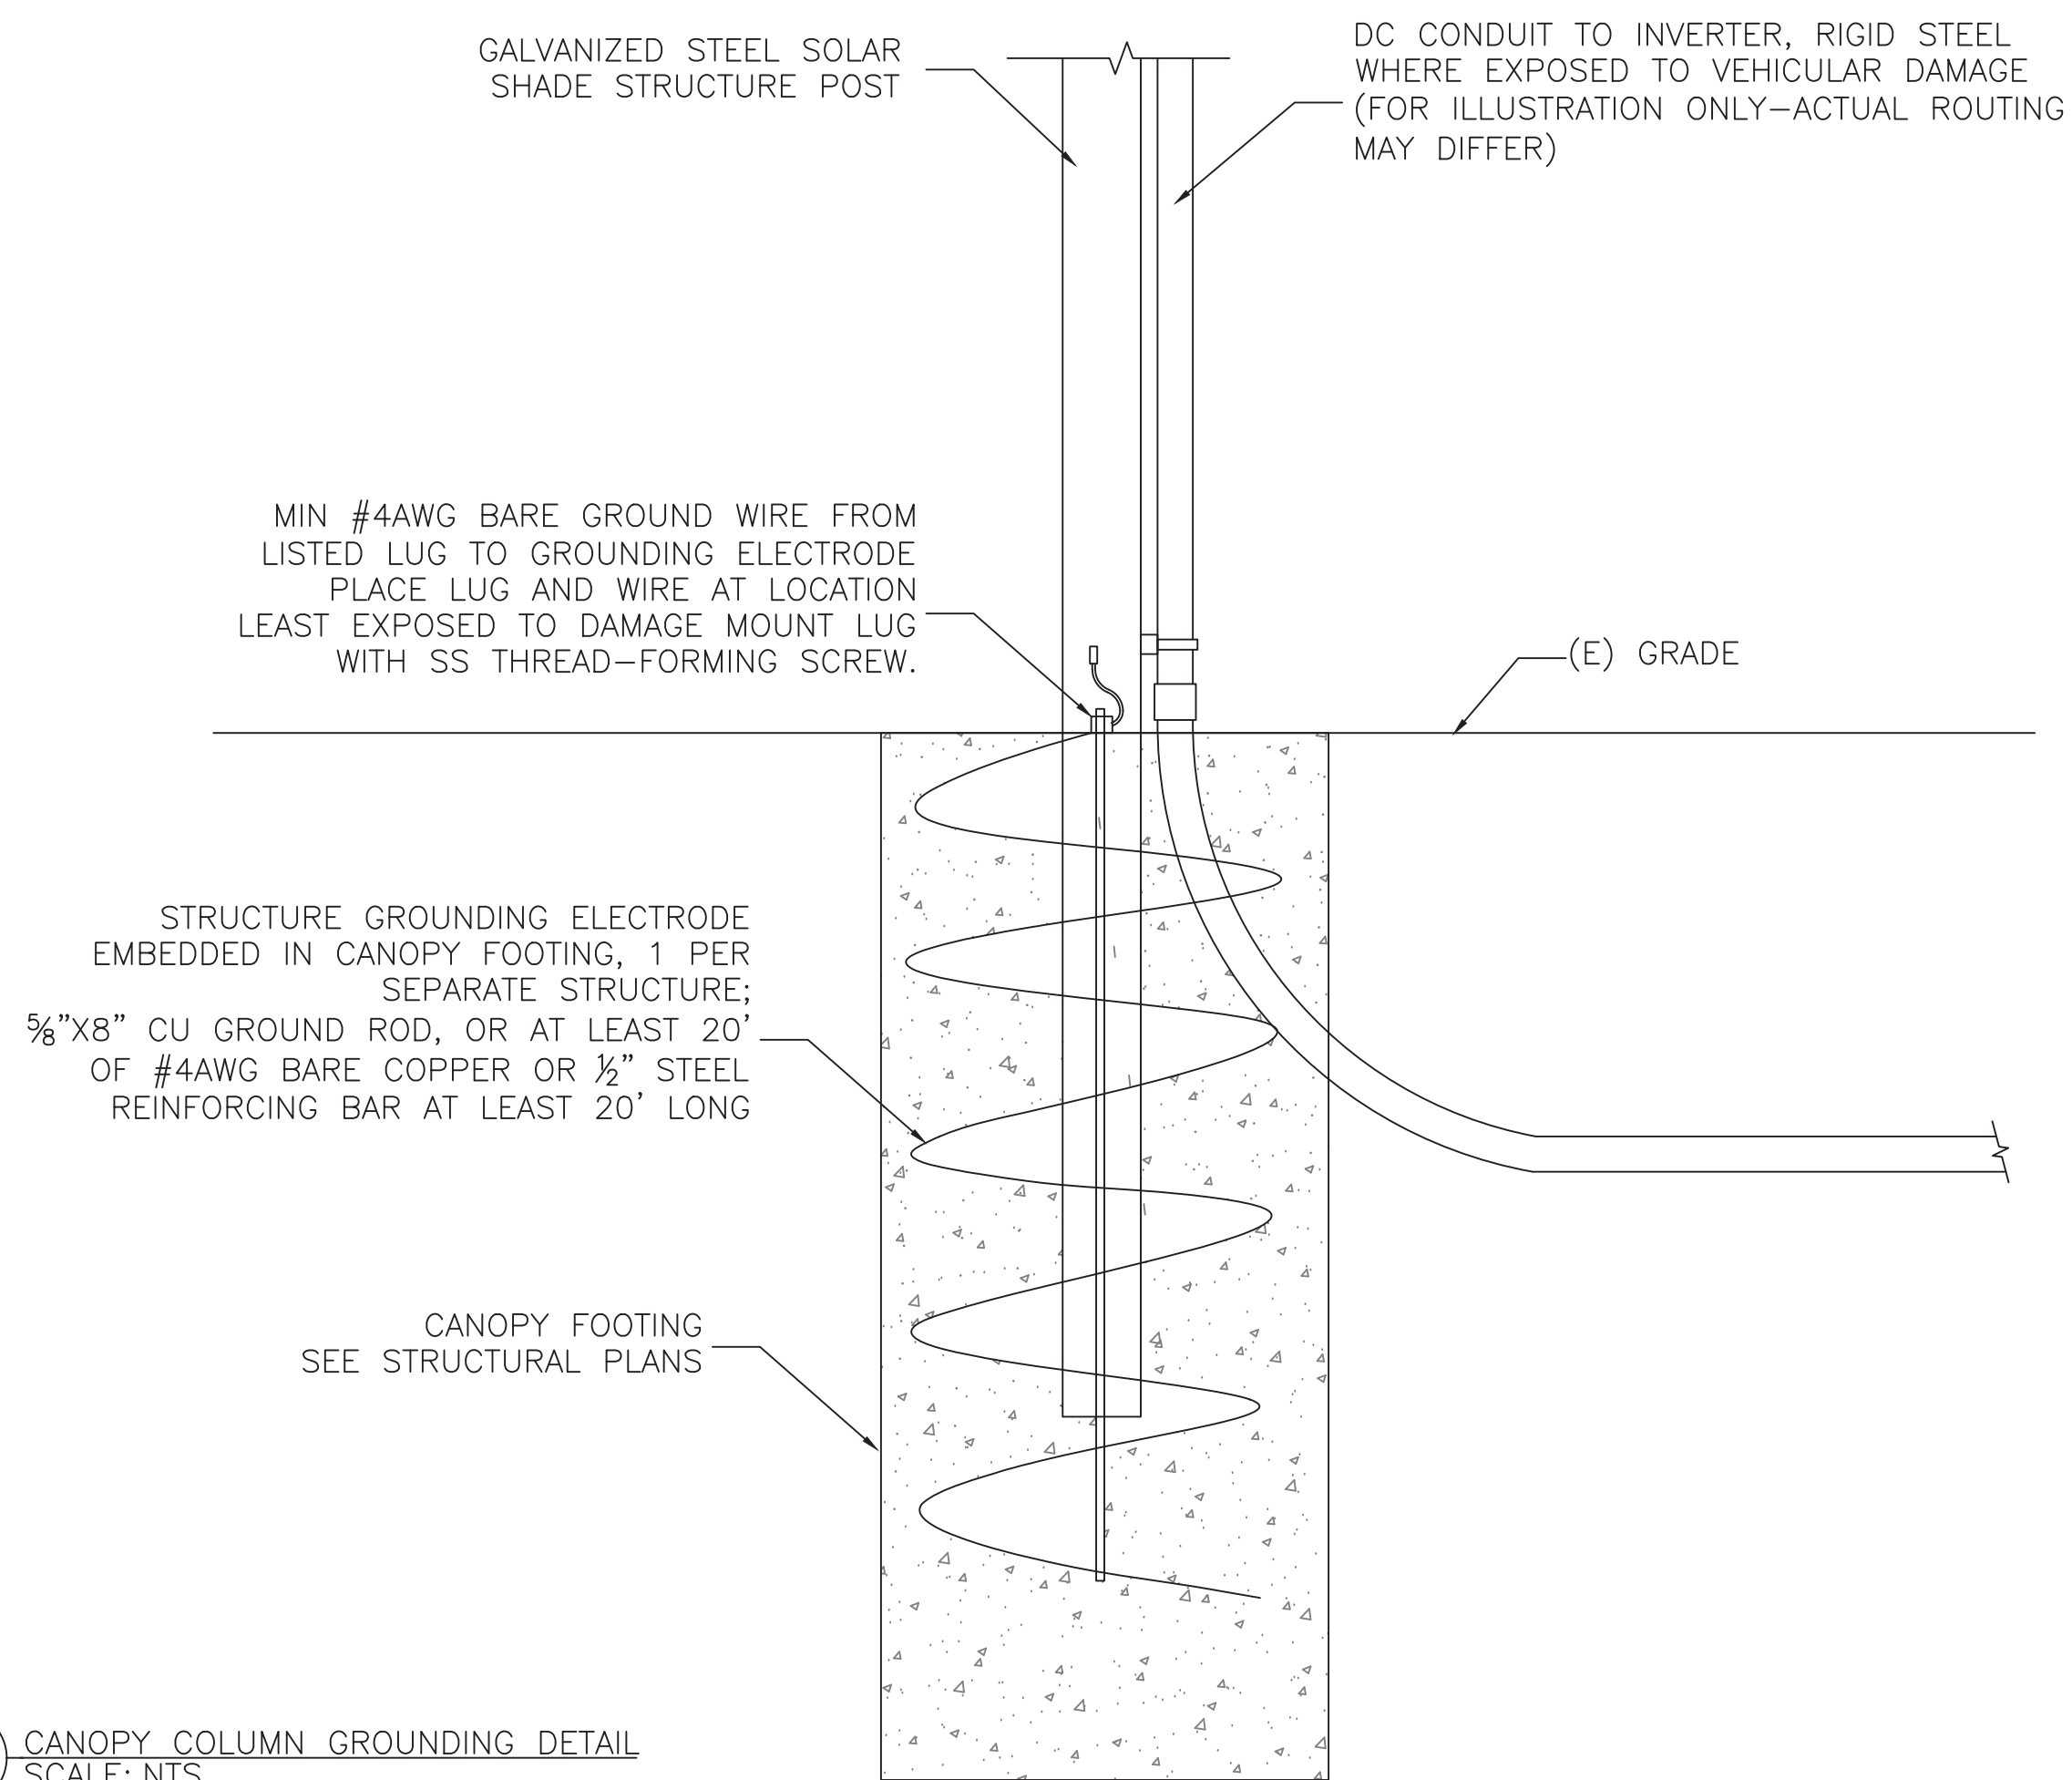 GALVANIZED STEEL SOLAR
SHADE STRUCTURE POST
DC CONDUIT TO INVERTER, RIGID STEEL
WHERE EXPOSED TO VEHICULAR DAMAGE
(FOR ILLUSTRATION ONLY-ACTUAL ROUTING
MAY DIFFER)
MIN #4AWG BARE GROUND WIRE FROM
LISTED LUG TO GROUNDING ELECTRODE
PLACE LUG AND WIRE AT LOCATION
LEAST EXPOSED TO DAMAGE MOUNT LUG
WITH SS THREAD-FORMING SCREW.
(E) GRADE
STRUCTURE GROUNDING ELECTRODE
EMBEDDED IN CANOPY FOOTING, 1 PER
SEPARATE STRUCTURE;
⅝"X8" CU GROUND ROD, OR AT LEAST 20'
OF #4AWG BARE COPPER OR ½" STEEL
REINFORCING BAR AT LEAST 20' LONG
CANOPY FOOTING
SEE STRUCTURAL PLANS
CANOPY COLUMN GROUNDING DETAIL
SCALE: NTS